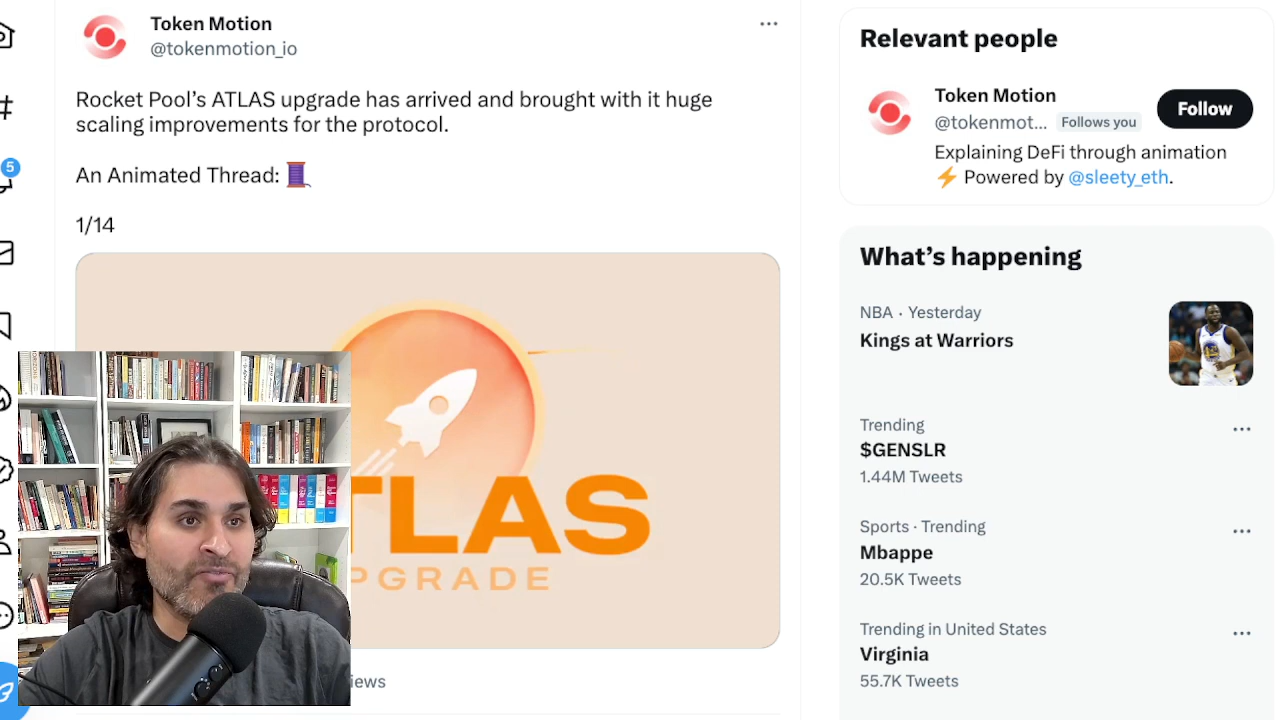 Token Motion
@tokenmotion_io
Rocket Pool’s ATLAS upgrade has arrived and brought with it huge
scaling improvements for the protocol.
An Animated Thread:
1/14
TLAS
PGRADE
iews
5
Relevant people
Token Motion
@tokenmot... Follows you
Follow
Explaining DeFi through animation
⚡ Powered by @sleety_eth.
What’s happening
NBA · Yesterday
Kings at Warriors
Trending
$GENSLR
1.44M Tweets
Sports · Trending
Mbappe
20.5K Tweets
Trending in United States
Virginia
55.7K Tweets